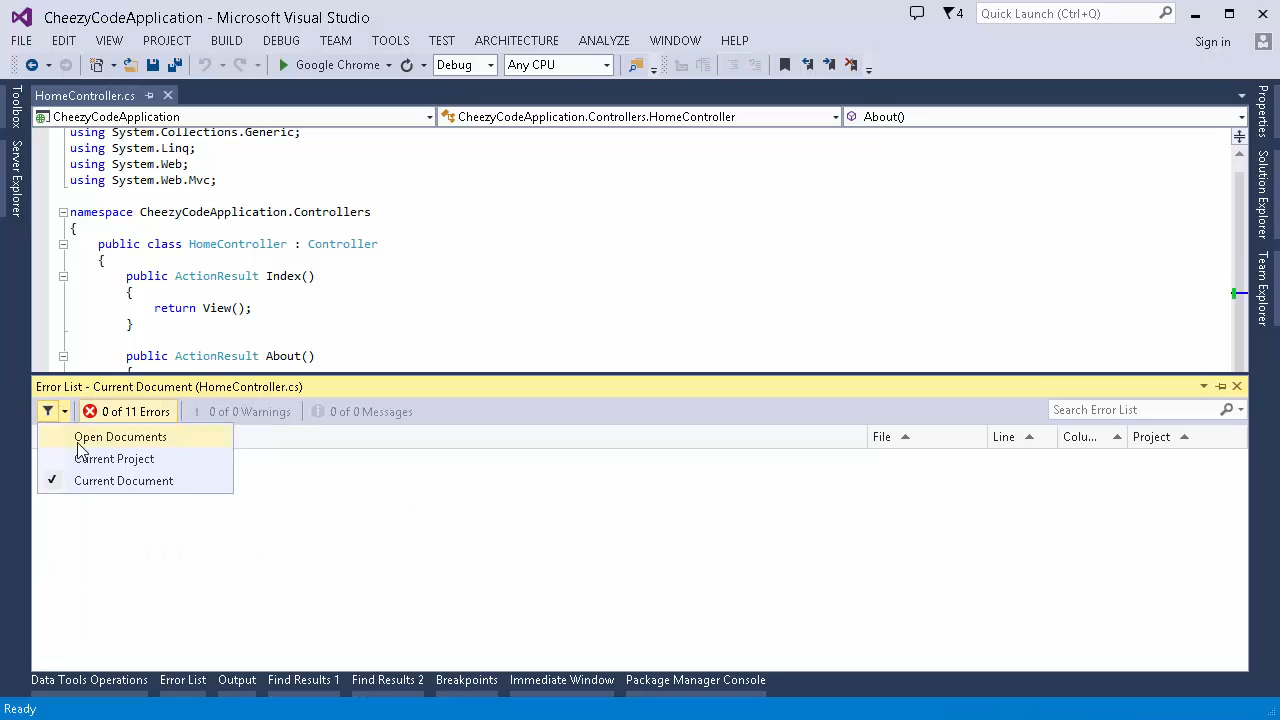 CheezyCodeApplication - Microsoft Visual Studio
4
Quick Launch (Ctrl+Q)
FILE EDIT VIEW PROJECT BUILD DEBUG TEAM TOOLS TEST ARCHITECTURE ANALYZE WINDOW HELP
Sign in
Google Chrome Debug Any CPU
HomeController.cs
CheezyCodeApplication CheezyCodeApplication.Controllers.HomeController About()
using System.Collections.Generic;
using System.Linq;
using System.Web;
using System.Web.Mvc;
namespace CheezyCodeApplication.Controllers
{
public class HomeController : Controller
{
public ActionResult Index()
{
return View();
}
public ActionResult About()
{
Toolbox
Server Explorer
Properties
Solution Explorer
Team Explorer
Error List - Current Document (HomeController.cs)
0 of 11 Errors ! 0 of 0 Warnings 0 of 0 Messages Search Error List
File Line Colu... Project
Open Documents
Current Project
Current Document
Data Tools Operations Error List Output Find Results 1 Find Results 2 Breakpoints Immediate Window Package Manager Console
Ready